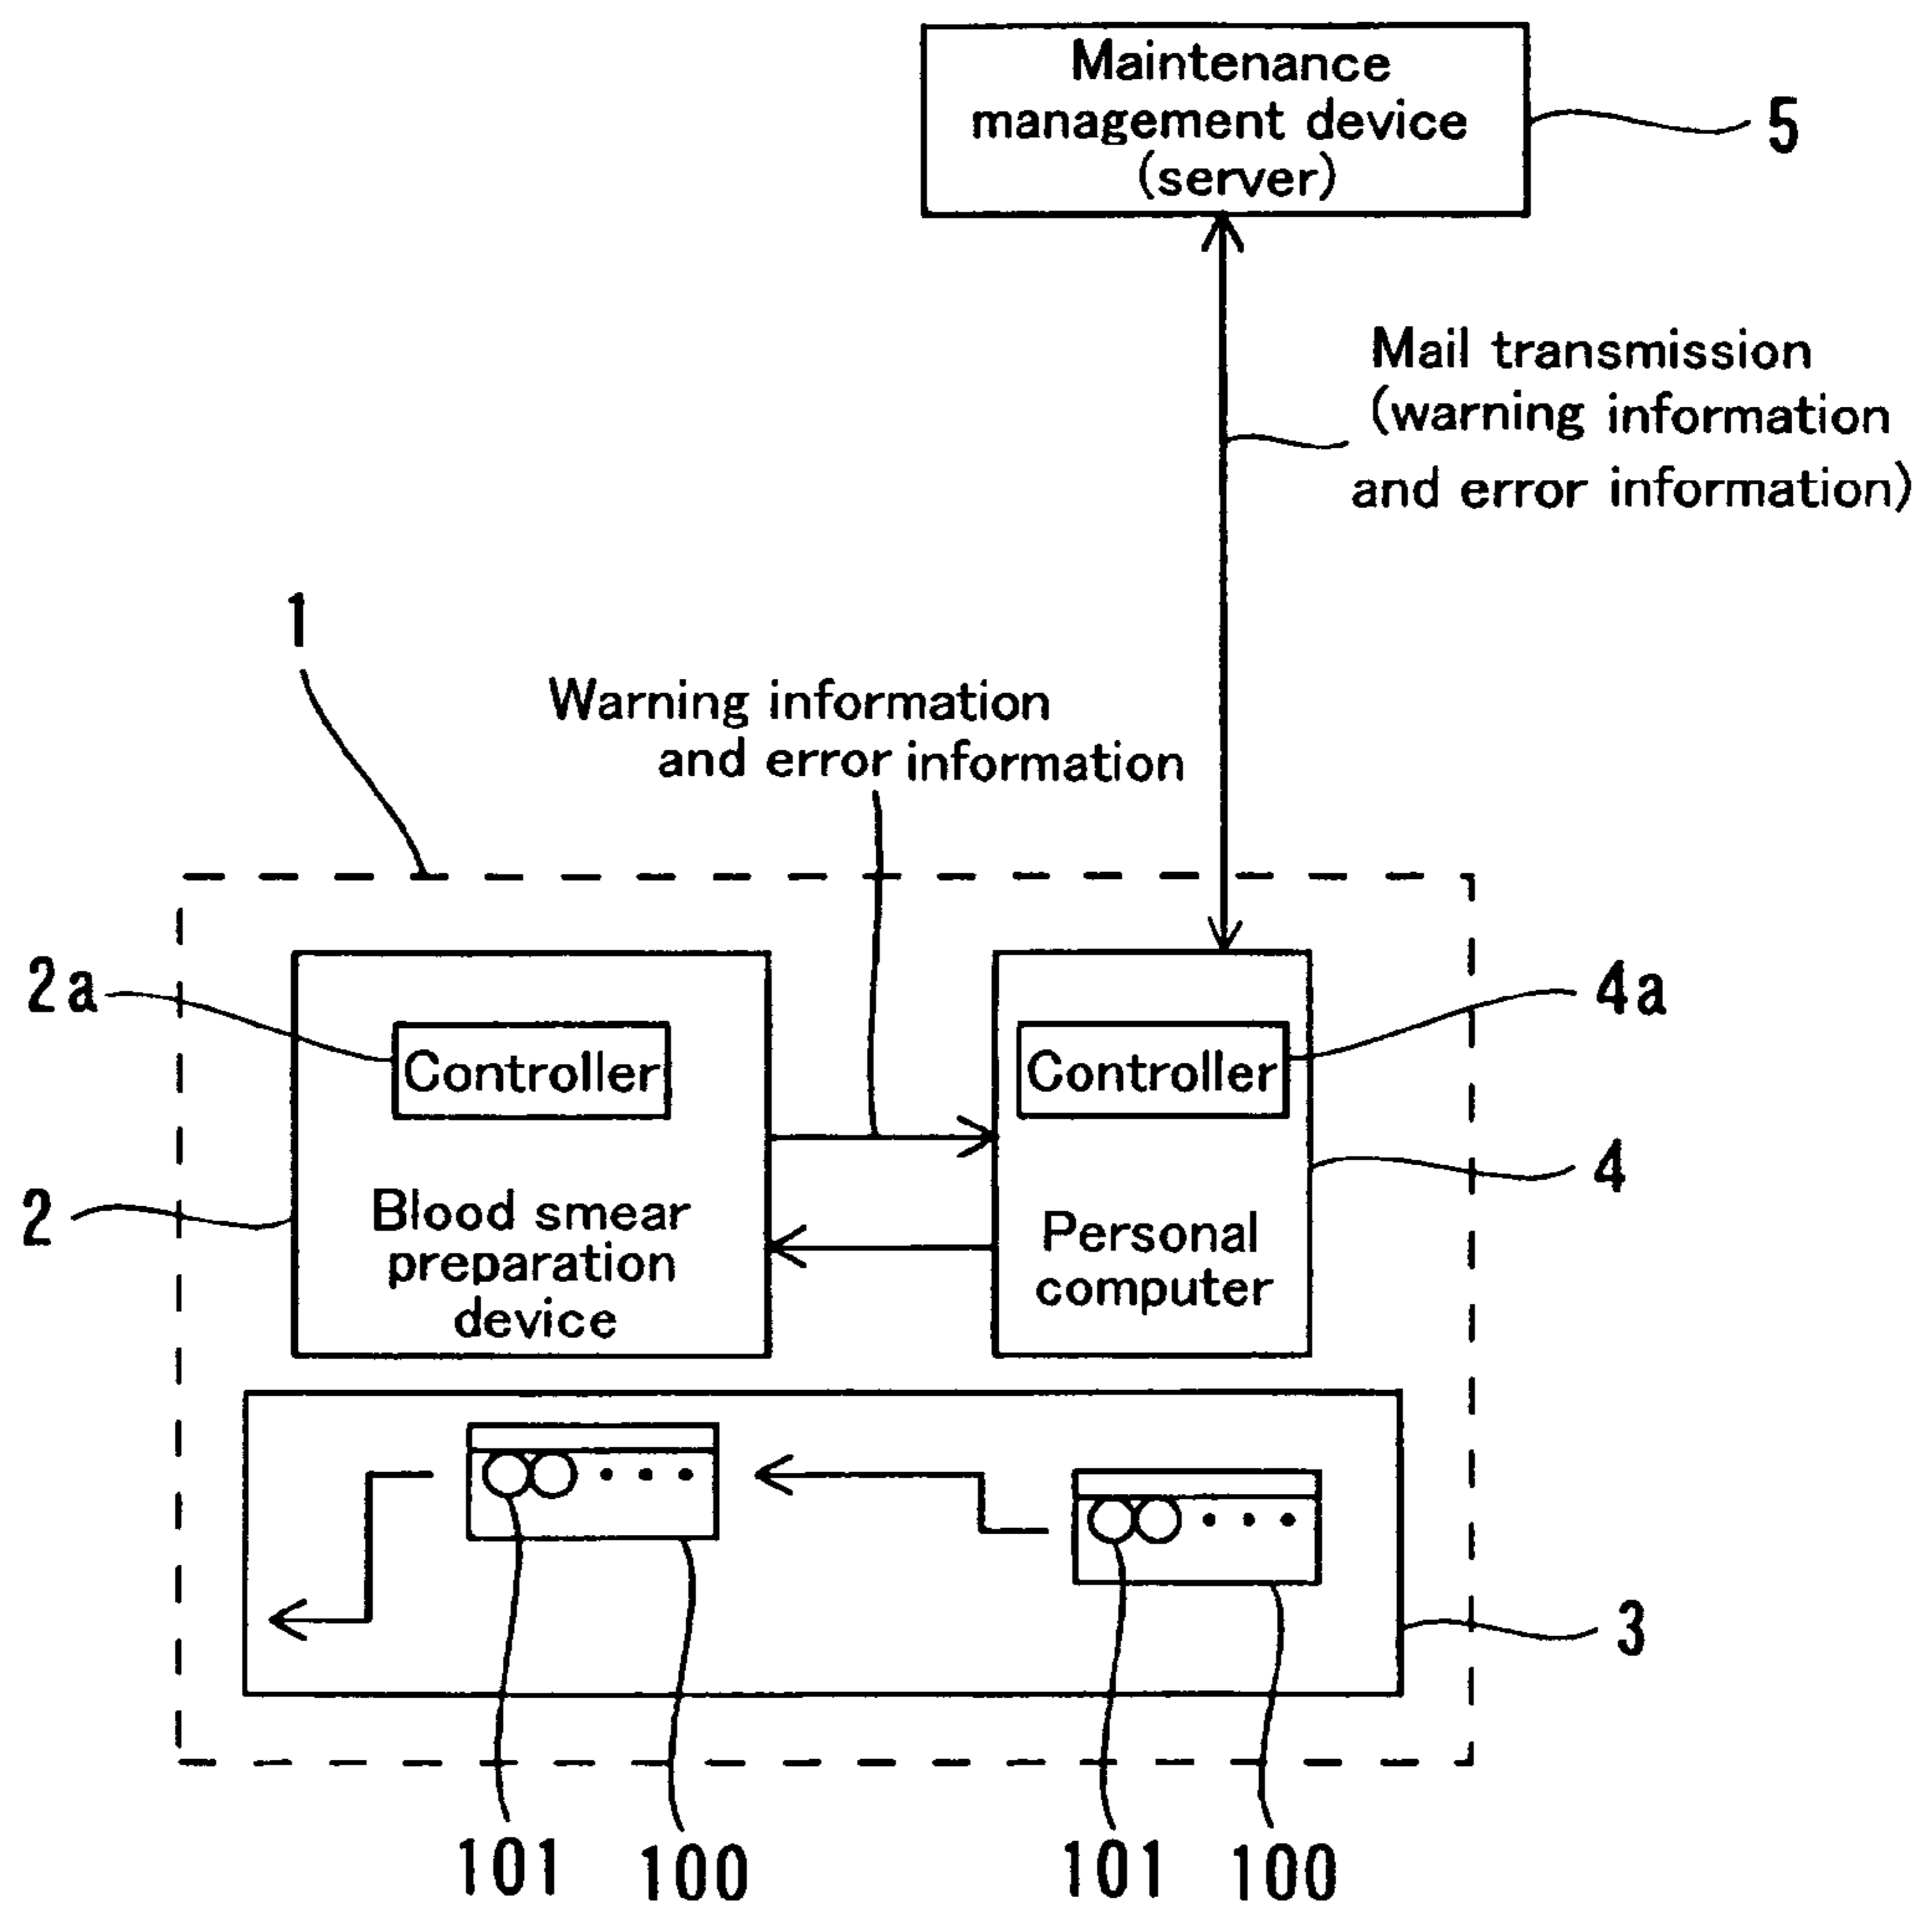 Maintenance
management device
(server)
5
Mail transmission
(warning information
and error information)
1
Warning information
and error information
2a
Controller
Controller
4a
2
Blood smear
preparation
device
Personal
computer
4
3
101
100
101
100